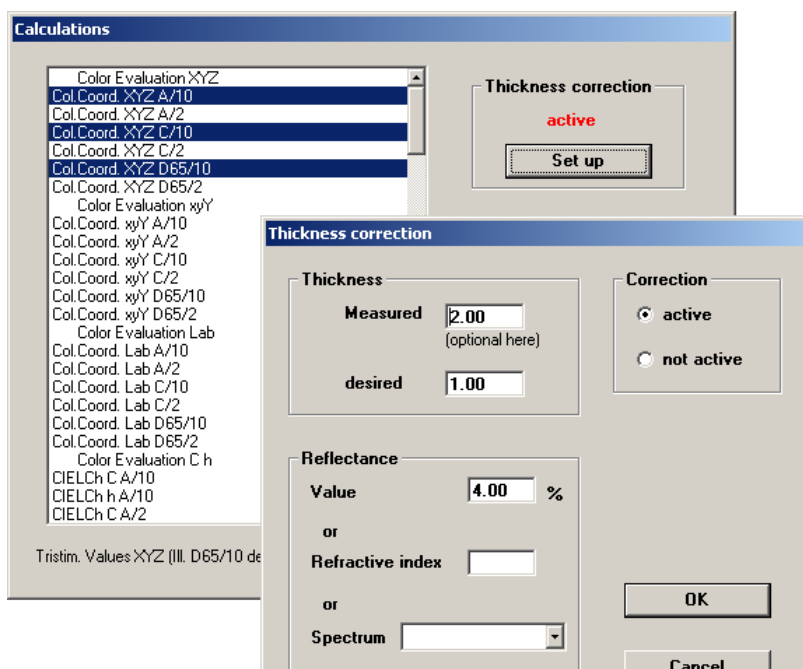 Calculations
Color Evaluation XYZ
Col.Coord. XYZ A/10
Col.Coord. XYZ A/2
Col.Coord. XYZ C/10
Col.Coord. XYZ C/2
Col.Coord. XYZ D65/10
Col.Coord. XYZ D65/2
Color Evaluation xyY
Col.Coord. xyY A/10
Col.Coord. xyY A/2
Col.Coord. xyY C/10
Col.Coord. xyY C/2
Col.Coord. xyY D65/10
Col.Coord. xyY D65/2
Color Evaluation Lab
Col.Coord. Lab A/10
Col.Coord. Lab A/2
Col.Coord. Lab C/10
Col.Coord. Lab C/2
Col.Coord. Lab D65/10
Col.Coord. Lab D65/2
Color Evaluation C h
CIELCh C A/10
CIELCh h A/10
CIELCh C A/2
Tristim. Values XYZ (Ill. D65/10 de
Thickness correction
active
Set up
Thickness correction
Thickness
Measured 2.00
(optional here)
desired 1.00
Correction
active
not active
Reflectance
Value 4.00 %
or
Refractive index
or
Spectrum
OK
Cancel